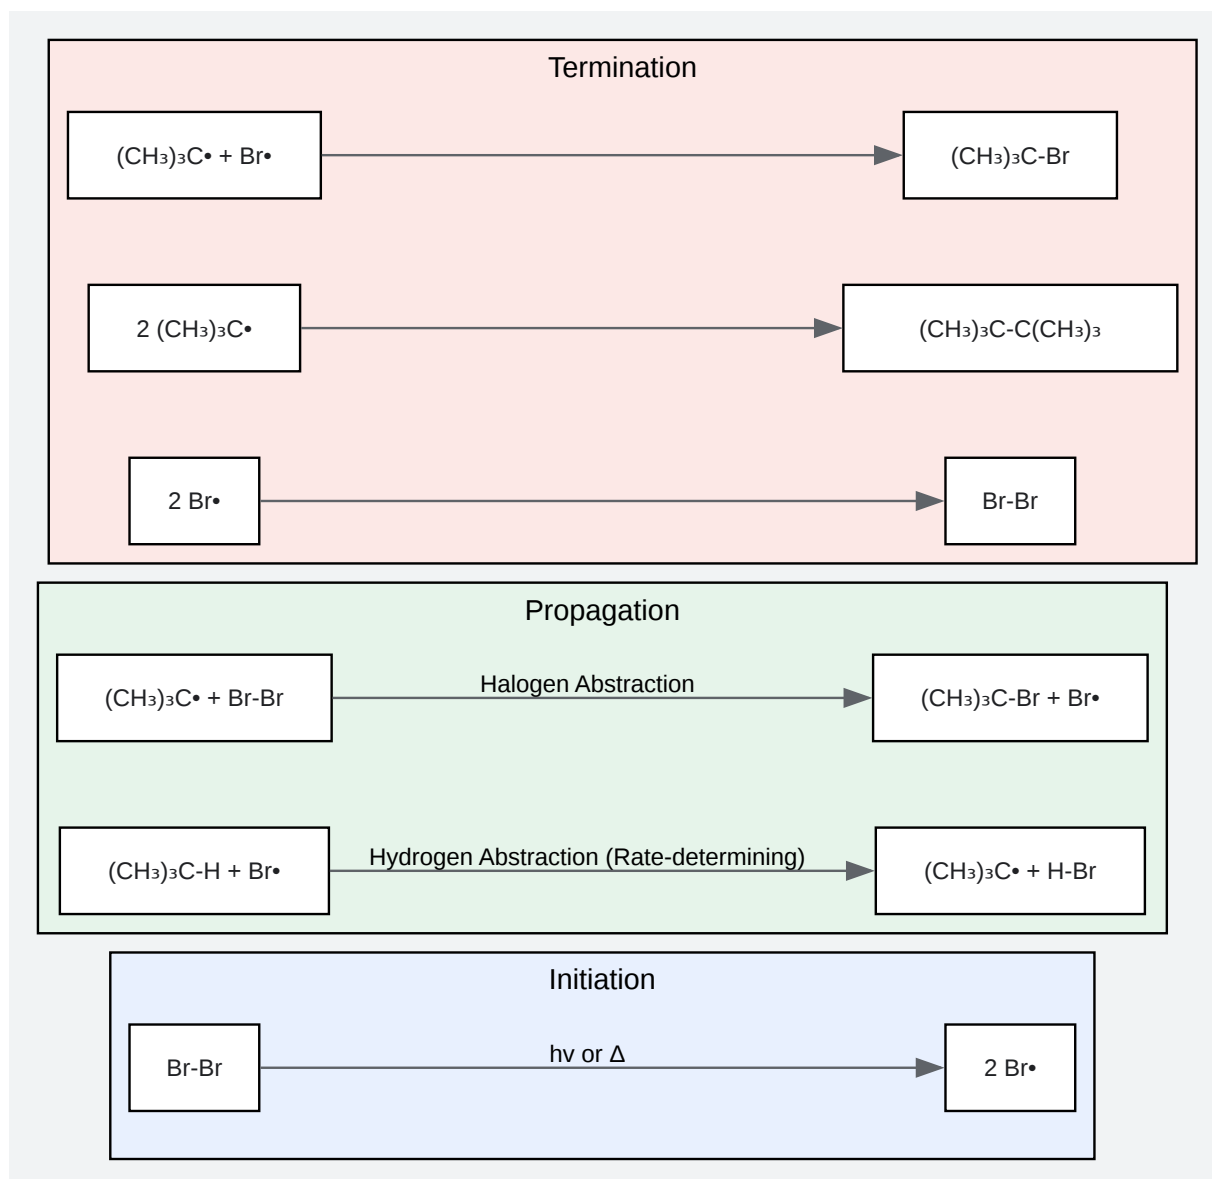 Termination
(CH₃)₃C• + Br•
(CH₃)₃C-Br
2 (CH₃)₃C•
(CH₃)₃C-C(CH₃)₃
2 Br•
Br-Br
Propagation
(CH₃)₃C• + Br-Br
Halogen Abstraction
(CH₃)₃C-Br + Br•
(CH₃)₃C-H + Br•
Hydrogen Abstraction (Rate-determining)
(CH₃)₃C• + H-Br
Initiation
Br-Br
hν or Δ
2 Br•